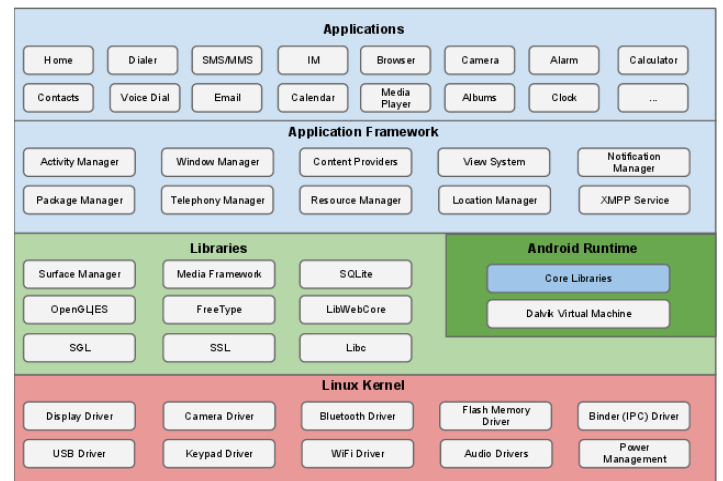 Applications
Home Dialer SMS/MMS IM Browser Camera Alarm Calculator
Contacts Voice Dial Email Calendar Media Player Albums Clock ...
Application Framework
Activity Manager Window Manager Content Providers View System Notification Manager
Package Manager Telephony Manager Resource Manager Location Manager XMPP Service
Libraries
Surface Manager Media Framework SQLite
OpenGL|ES FreeType LibWebCore
SGL SSL Libc
Android Runtime
Core Libraries
Dalvik Virtual Machine
Linux Kernel
Display Driver Camera Driver Bluetooth Driver Flash Memory Driver Binder (IPC) Driver
USB Driver Keypad Driver WiFi Driver Audio Drivers Power Management